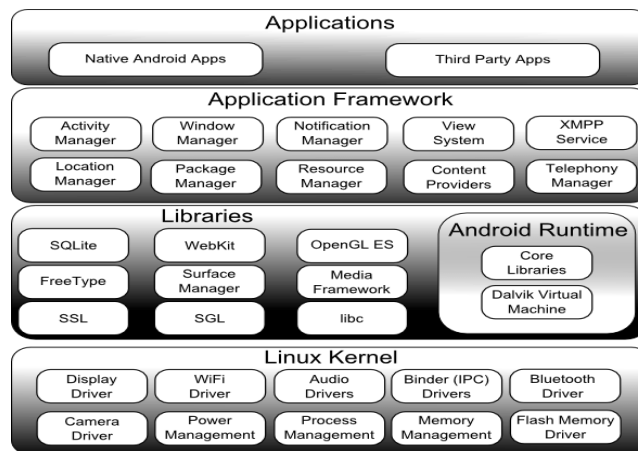 Applications
Native Android Apps
Third Party Apps
Application Framework
Activity
Manager
Window
Manager
Notification
Manager
View
System
XMPP
Service
Location
Manager
Package
Manager
Resource
Manager
Content
Providers
Telephony
Manager
Libraries
SQLite
WebKit
OpenGL ES
FreeType
Surface
Manager
Media
Framework
SSL
SGL
libc
Android Runtime
Core
Libraries
Dalvik Virtual
Machine
Linux Kernel
Display
Driver
WiFi
Driver
Audio
Drivers
Binder (IPC)
Drivers
Bluetooth
Driver
Camera
Driver
Power
Management
Process
Management
Memory
Management
Flash Memory
Driver